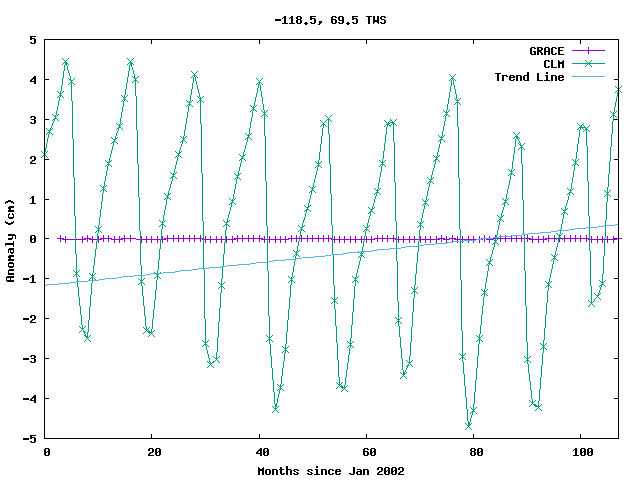 -118.5, 69.5 TWS
GRACE
CLM
Trend Line
5
4
3
2
1
0
-1
-2
-3
-4
-5
Anomaly (cm)
0 20 40 60 80 100
Months since Jan 2002